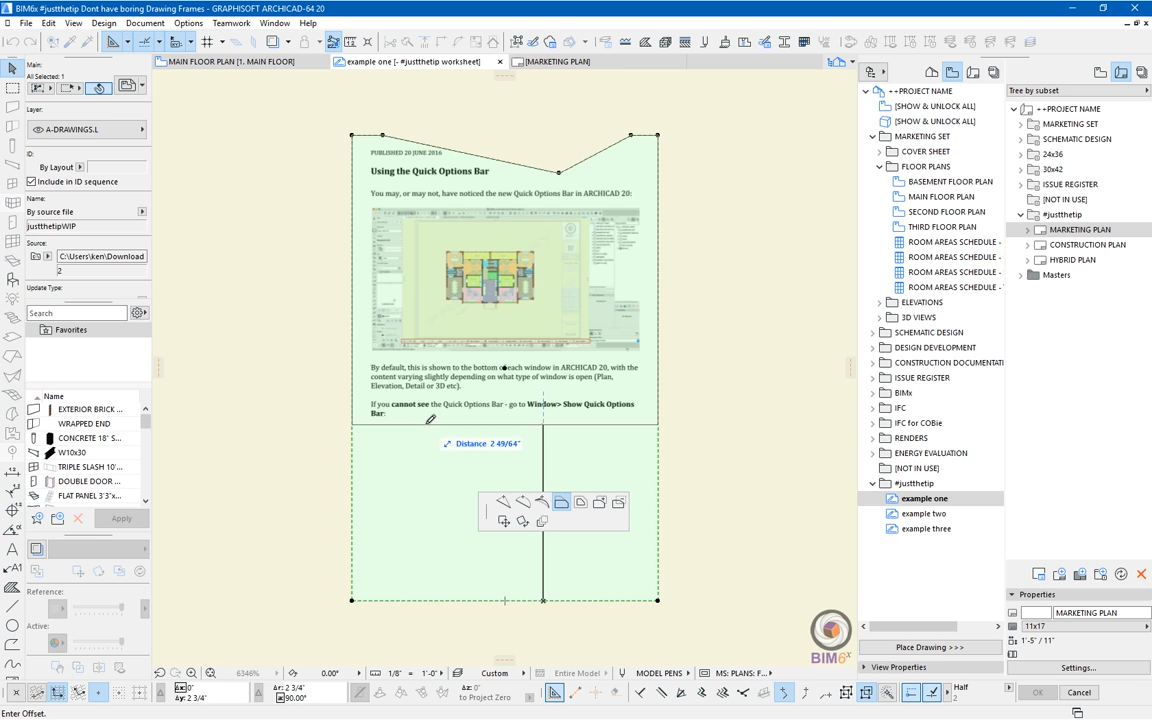 BIM6x #justthetip Dont have boring Drawing Frames - GRAPHISOFT ARCHICAD-64 20
File Edit View Design Document Options Teamwork Window Help
MAIN FLOOR PLAN [1. MAIN FLOOR]
example one [- #justthetip worksheet]
[MARKETING PLAN]
Main:
All Selected: 1
Layer:
A-DRAWINGS.L
ID:
By Layout
Include in ID sequence
Name:
By source file
justthetipWIP
Source:
C:\Users\ken\Download
2
Update Type:
Search
Favorites
Name
EXTERIOR BRICK ...
WRAPPED END
CONCRETE 18" S...
W10x30
TRIPLE SLASH 10'...
DOUBLE DOOR ...
FLAT PANEL 3'3"x...
Apply
Reference:
Active:
PUBLISHED 20 JUNE 2016
Using the Quick Options Bar
You may, or may not, have noticed the new Quick Options Bar in ARCHICAD 20:
By default, this is shown to the bottom of each window in ARCHICAD 20, with the
content varying slightly depending on what type of window is open (Plan,
Elevation, Detail or 3D etc).
If you cannot see the Quick Options Bar - go to Window> Show Quick Options
Bar:
Distance 2 49/64"
BIM6x
++PROJECT NAME
[SHOW & UNLOCK ALL]
[SHOW & UNLOCK ALL]
MARKETING SET
COVER SHEET
FLOOR PLANS
BASEMENT FLOOR PLAN
MAIN FLOOR PLAN
SECOND FLOOR PLAN
THIRD FLOOR PLAN
ROOM AREAS SCHEDULE -
ROOM AREAS SCHEDULE -
ROOM AREAS SCHEDULE -
ROOM AREAS SCHEDULE -
ELEVATIONS
3D VIEWS
SCHEMATIC DESIGN
DESIGN DEVELOPMENT
CONSTRUCTION DOCUMENTATI
ISSUE REGISTER
BIMx
IFC
IFC FOR COBie
RENDERS
ENERGY EVALUATION
[NOT IN USE]
#justthetip
example one
example two
example three
Place Drawing >>>
View Properties
Tree by subset
++PROJECT NAME
MARKETING SET
SCHEMATIC DESIGN
24x36
30x42
ISSUE REGISTER
[NOT IN USE]
#justthetip
MARKETING PLAN
CONSTRUCTION PLAN
HYBRID PLAN
Masters
Properties
MARKETING PLAN
11x17
1'-5" / 11"
Settings...
6346% 0.00° 1/8" = 1'-0" Custom Entire Model MODEL PENS MS: PLANS: F...
Δx: 0"
Δy: 2 3/4"
Δr: 2 3/4"
90.00°
Δz: 0"
to Project Zero
Half
2
OK Cancel
Enter Offset.